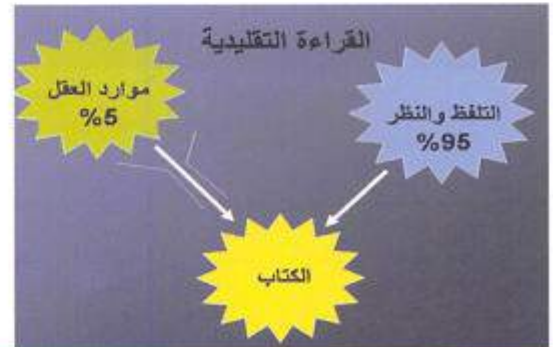 القراءة التقليدية
التلفظ والنظر
%95
موارد العقل
%5
الكتاب